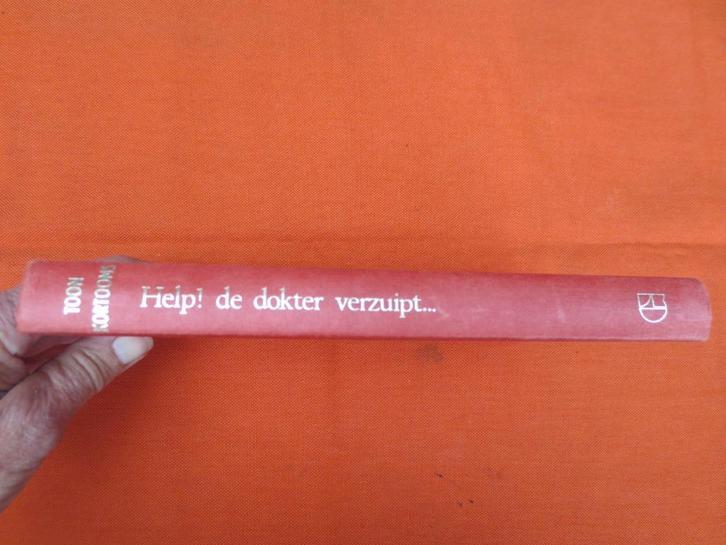 TOON
KORTOOMS
Help! de dokter verzuipt...